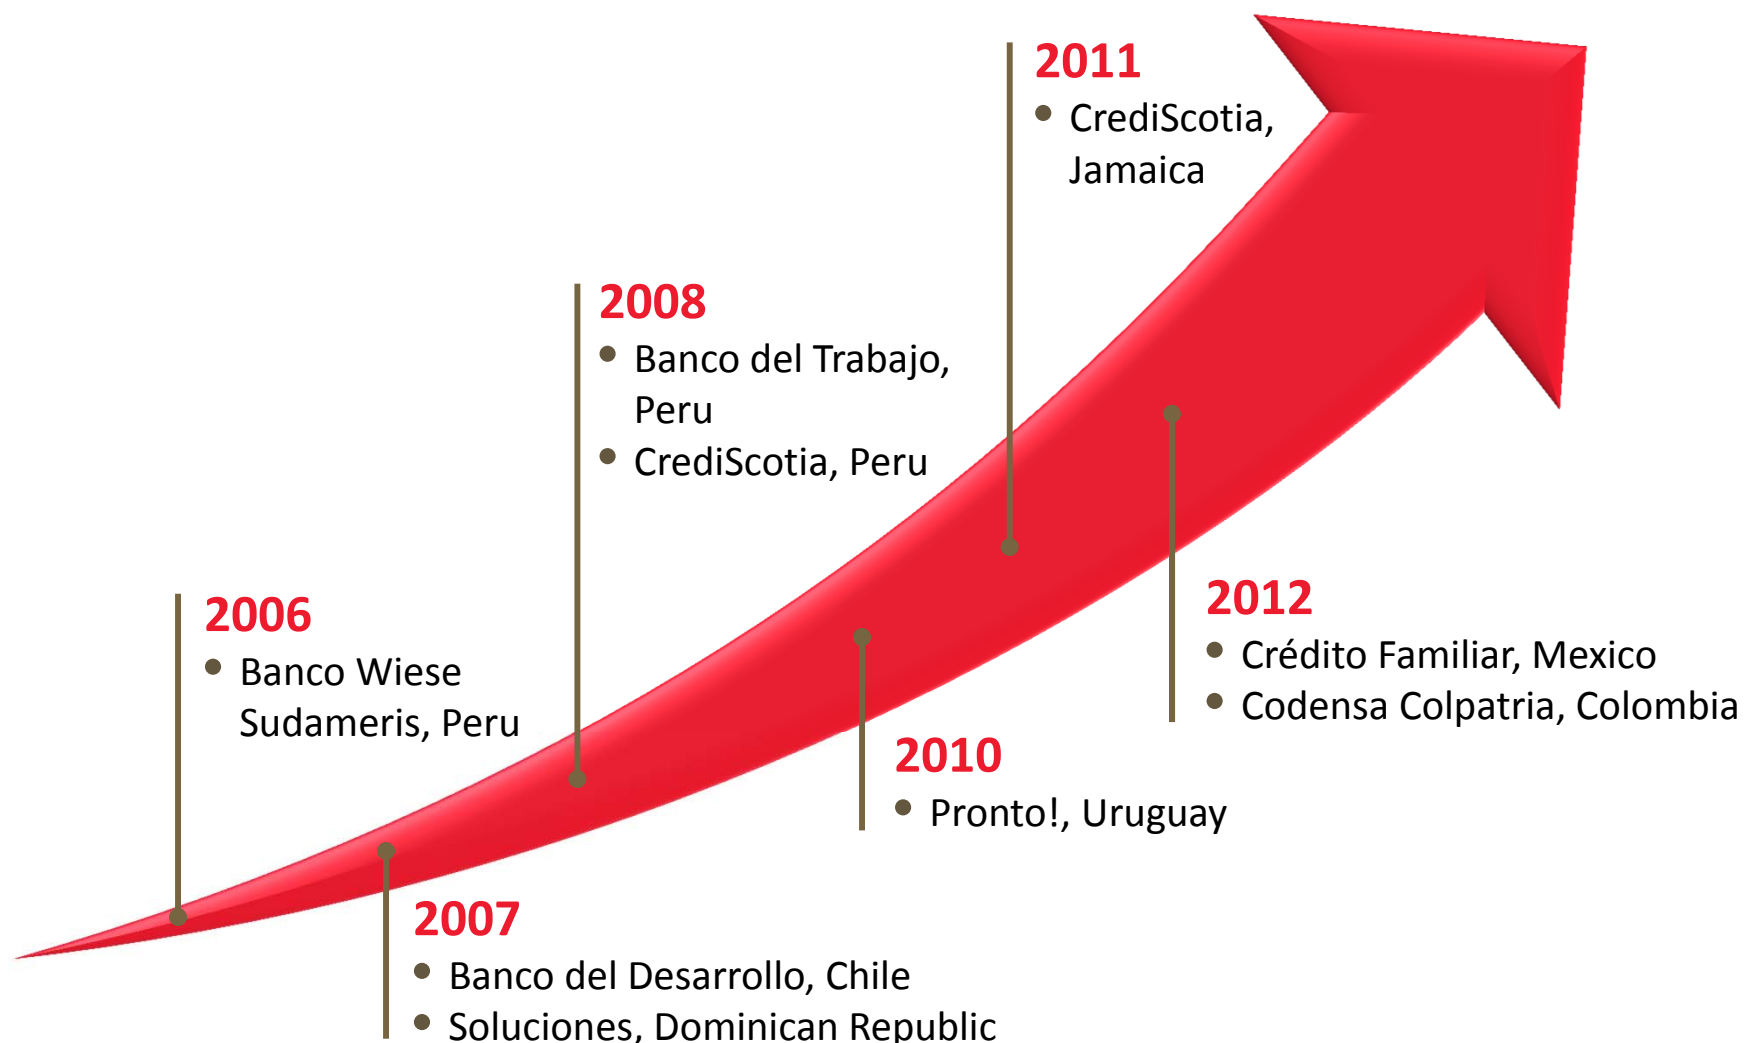 2006
• Banco Wiese
Sudameris, Peru
2007
• Banco del Desarrollo, Chile
• Soluciones, Dominican Republic
2008
• Banco del Trabajo,
Peru
• CrediScotia, Peru
2010
• Pronto!, Uruguay
2011
• CrediScotia,
Jamaica
2012
• Crédito Familiar, Mexico
• Codensa Colpatria, Colombia